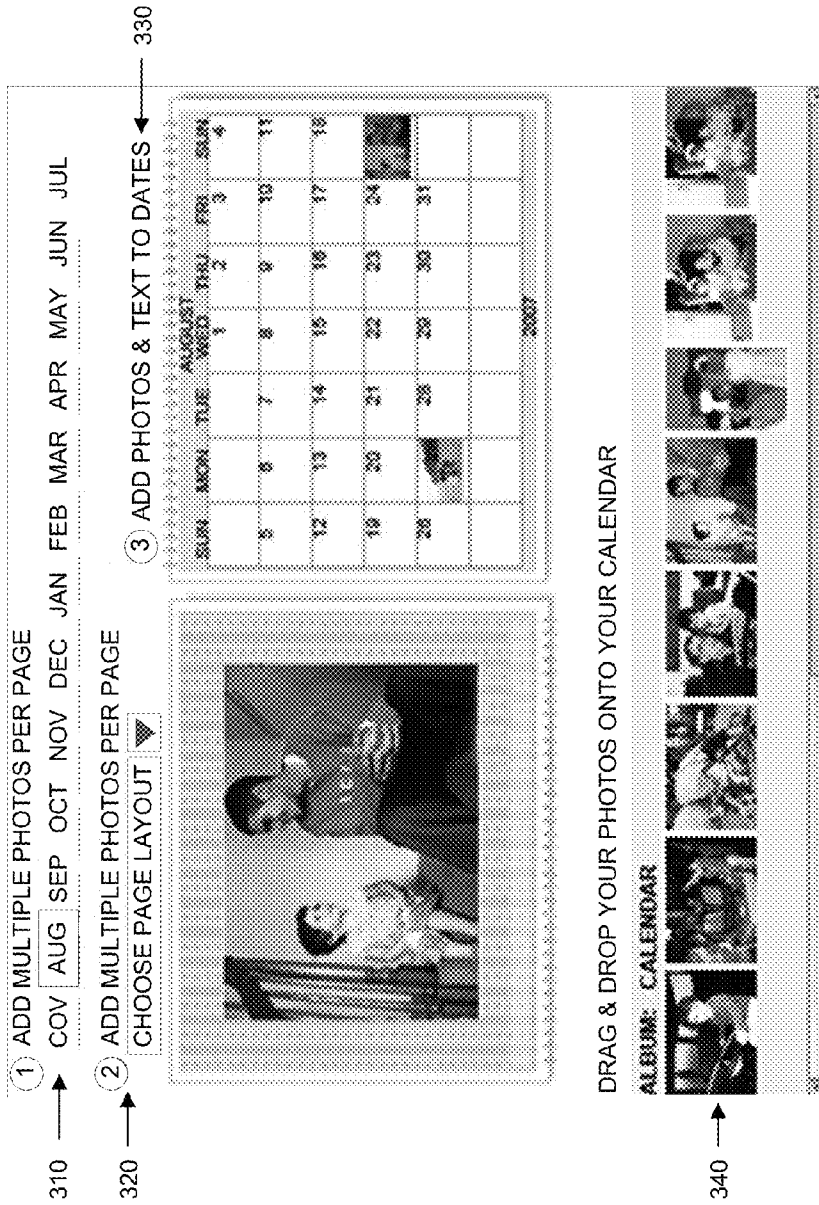 1 ADD MULTIPLE PHOTOS PER PAGE
310 COV AUG SEP OCT NOV DEC JAN FEB MAR APR MAY JUN JUL
320
2 ADD MULTIPLE PHOTOS PER PAGE
CHOOSE PAGE LAYOUT
3 ADD PHOTOS & TEXT TO DATES 330
AUGUST
SUN MON TUE WED THU FRI SUN
1 2 3 4
5 6 7 8 9 10 11
12 13 14 15 16 17 18
19 20 21 22 23 24
26 28 29 30 31
2007
DRAG & DROP YOUR PHOTOS ONTO YOUR CALENDAR
ALBUM: CALENDAR
340